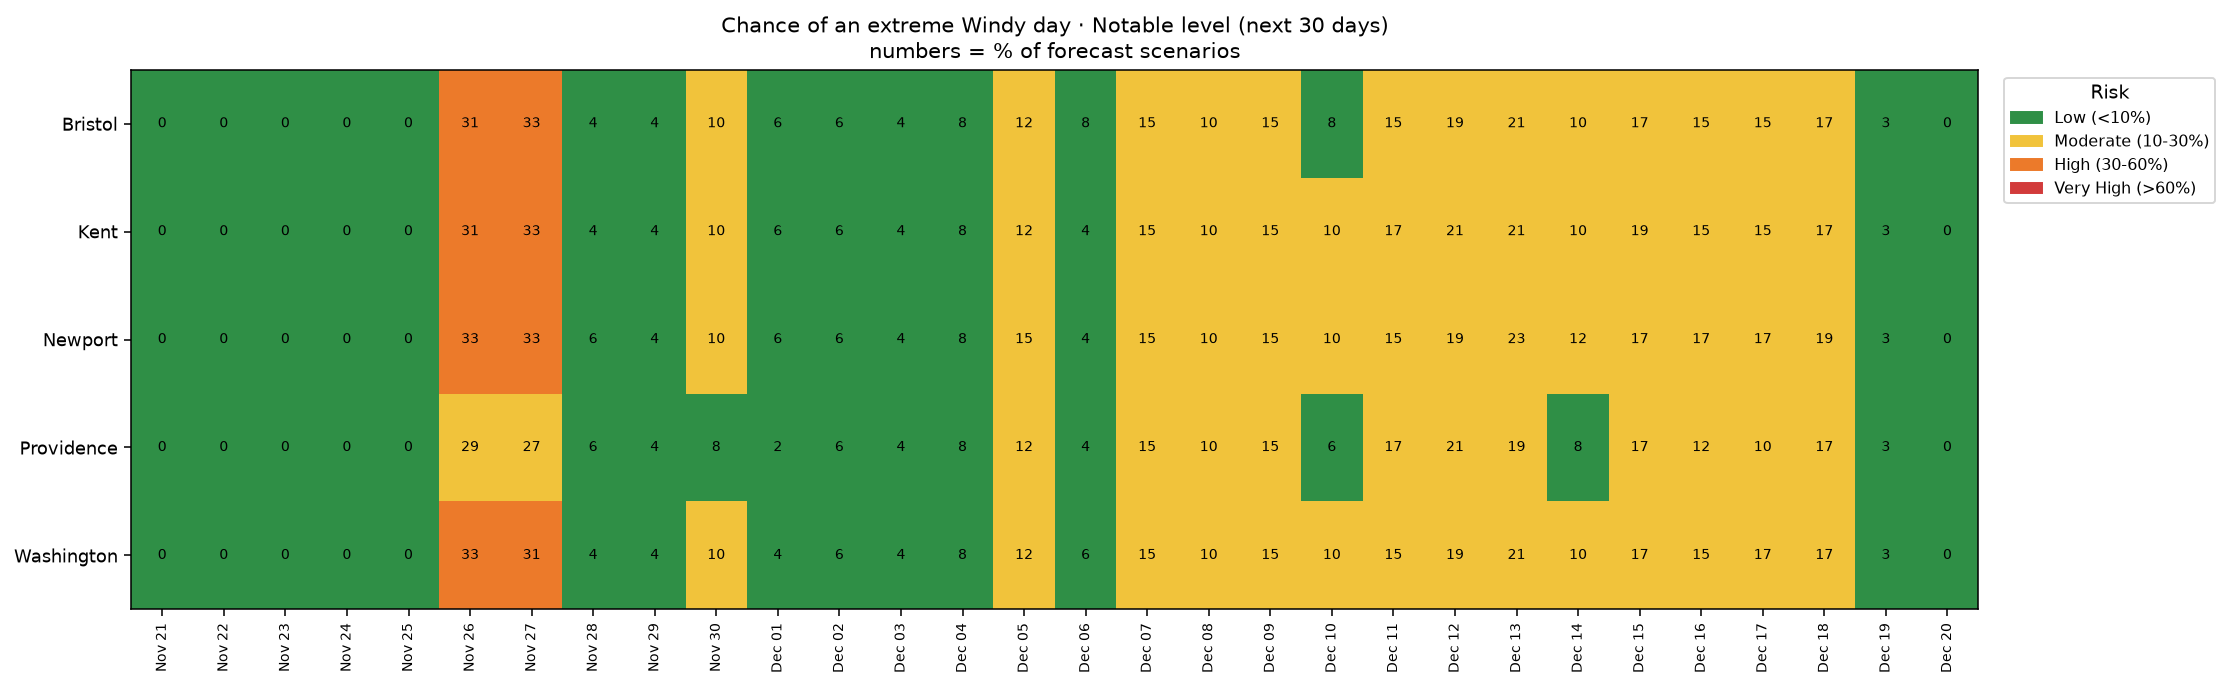 Chance of an extreme Windy day · Notable level (next 30 days)
numbers = % of forecast scenarios
Risk
Low (<10%)
Moderate (10-30%)
High (30-60%)
Very High (>60%)
Bristol 0 0 0 0 0 31 33 4 4 10 6 6 4 8 12 8 15 10 15 8 15 19 21 10 17 15 15 17 3 0
Kent 0 0 0 0 0 31 33 4 4 10 6 6 4 8 12 4 15 10 15 10 17 21 21 10 19 15 15 17 3 0
Newport 0 0 0 0 0 33 33 6 4 10 6 6 4 8 15 4 15 10 15 10 15 19 23 12 17 17 17 19 3 0
Providence 0 0 0 0 0 29 27 6 4 8 2 6 4 8 12 4 15 10 15 6 17 21 19 8 17 12 10 17 3 0
Washington 0 0 0 0 0 33 31 4 4 10 4 6 4 8 12 6 15 10 15 10 15 19 21 10 17 15 17 17 3 0
Nov 21 Nov 22 Nov 23 Nov 24 Nov 25 Nov 26 Nov 27 Nov 28 Nov 29 Nov 30 Dec 01 Dec 02 Dec 03 Dec 04 Dec 05 Dec 06 Dec 07 Dec 08 Dec 09 Dec 10 Dec 11 Dec 12 Dec 13 Dec 14 Dec 15 Dec 16 Dec 17 Dec 18 Dec 19 Dec 20